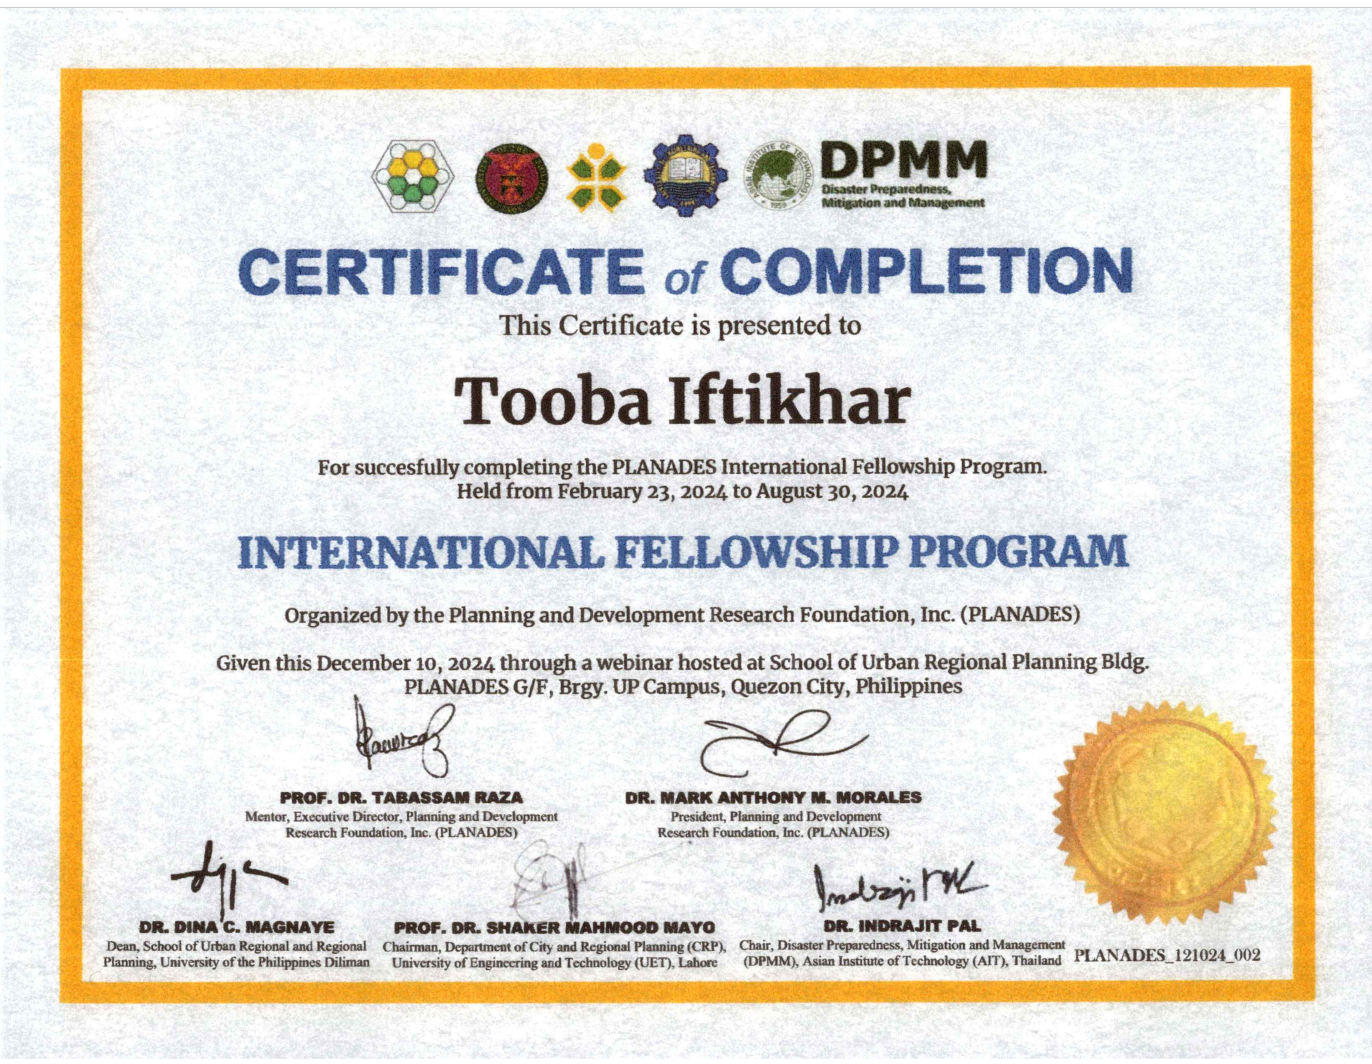 DPMM
Disaster Preparedness,
Mitigation and Management
CERTIFICATE of COMPLETION
This Certificate is presented to
Tooba Iftikhar
For succesfully completing the PLANADES International Fellowship Program.
Held from February 23, 2024 to August 30, 2024
INTERNATIONAL FELLOWSHIP PROGRAM
Organized by the Planning and Development Research Foundation, Inc. (PLANADES)
Given this December 10, 2024 through a webinar hosted at School of Urban Regional Planning Bldg.
PLANADES G/F, Brgy. UP Campus, Quezon City, Philippines
PROF. DR. TABASSAM RAZA
Mentor, Executive Director, Planning and Development
Research Foundation, Inc. (PLANADES)
DR. MARK ANTHONY M. MORALES
President, Planning and Development
Research Foundation, Inc. (PLANADES)
DR. DINA C. MAGNAYE
Dean, School of Urban Regional and Regional
Planning, University of the Philippines Diliman
PROF. DR. SHAKER MAHMOOD MAYO
Chairman, Department of City and Regional Planning (CRP),
University of Engineering and Technology (UET), Lahore
DR. INDRAJIT PAL
Chair, Disaster Preparedness, Mitigation and Management
(DPMM), Asian Institute of Technology (AIT), Thailand
PLANADES_121024_002